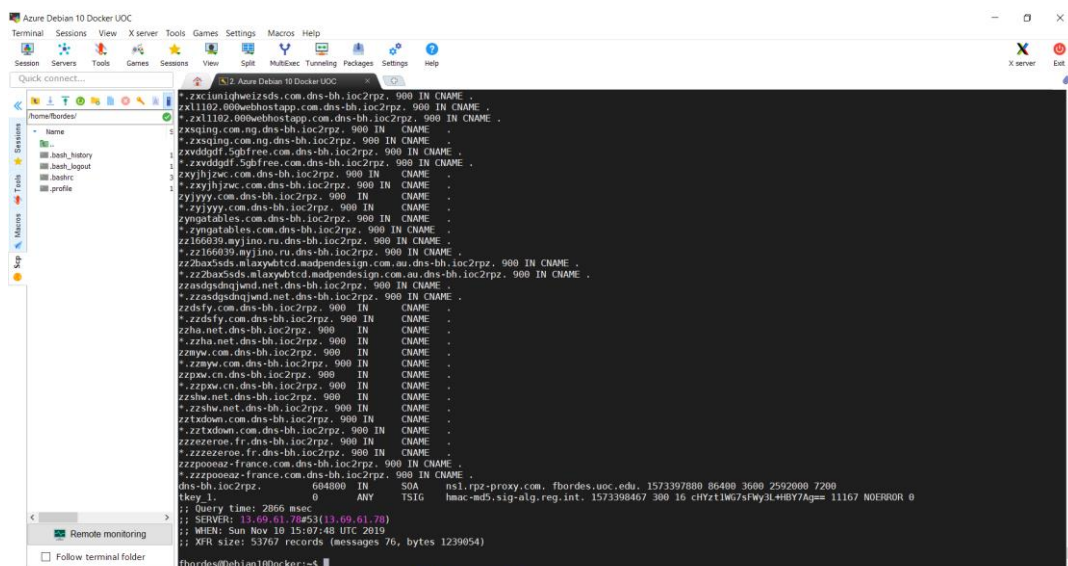 Azure Debian 10 Docker UOC
Terminal Sessions View X server Tools Games Settings Macros Help
Session Servers Tools Games Sessions View Split MultiExec Tunneling Packages Settings Help X server Exit
Quick connect...
2. Azure Debian 10 Docker UOC
/home/fbordes/
Name
..
.bash_history
.bash_logout
.bashrc
.profile
Sessions
Tools
Macros
Scp
*.zxciuniqhweizsds.com.dns-bh.ioc2rpz. 900 IN CNAME .
zxl1102.000webhostapp.com.dns-bh.ioc2rpz. 900 IN CNAME .
*.zxl1102.000webhostapp.com.dns-bh.ioc2rpz. 900 IN CNAME .
zxsqing.com.ng.dns-bh.ioc2rpz. 900 IN CNAME .
*.zxsqing.com.ng.dns-bh.ioc2rpz. 900 IN CNAME .
zxvddgdf.5gbfree.com.dns-bh.ioc2rpz. 900 IN CNAME .
*.zxvddgdf.5gbfree.com.dns-bh.ioc2rpz. 900 IN CNAME .
zxyjhjzwc.com.dns-bh.ioc2rpz. 900 IN CNAME .
*.zxyjhjzwc.com.dns-bh.ioc2rpz. 900 IN CNAME .
zyjyyy.com.dns-bh.ioc2rpz. 900 IN CNAME .
*.zyjyyy.com.dns-bh.ioc2rpz. 900 IN CNAME .
zyngatables.com.dns-bh.ioc2rpz. 900 IN CNAME .
*.zyngatables.com.dns-bh.ioc2rpz. 900 IN CNAME .
zz166039.myjino.ru.dns-bh.ioc2rpz. 900 IN CNAME .
*.zz166039.myjino.ru.dns-bh.ioc2rpz. 900 IN CNAME .
zz2bax5sds.mlaxywbtcd.madpendesign.com.au.dns-bh.ioc2rpz. 900 IN CNAME .
*.zz2bax5sds.mlaxywbtcd.madpendesign.com.au.dns-bh.ioc2rpz. 900 IN CNAME .
zzasdgsdnqjwnd.net.dns-bh.ioc2rpz. 900 IN CNAME .
*.zzasdgsdnqjwnd.net.dns-bh.ioc2rpz. 900 IN CNAME .
zzdsfy.com.dns-bh.ioc2rpz. 900 IN CNAME .
*.zzdsfy.com.dns-bh.ioc2rpz. 900 IN CNAME .
zzha.net.dns-bh.ioc2rpz. 900 IN CNAME .
*.zzha.net.dns-bh.ioc2rpz. 900 IN CNAME .
zzmyw.com.dns-bh.ioc2rpz. 900 IN CNAME .
*.zzmyw.com.dns-bh.ioc2rpz. 900 IN CNAME .
zzpxw.cn.dns-bh.ioc2rpz. 900 IN CNAME .
*.zzpxw.cn.dns-bh.ioc2rpz. 900 IN CNAME .
zzshw.net.dns-bh.ioc2rpz. 900 IN CNAME .
*.zzshw.net.dns-bh.ioc2rpz. 900 IN CNAME .
zztxdown.com.dns-bh.ioc2rpz. 900 IN CNAME .
*.zztxdown.com.dns-bh.ioc2rpz. 900 IN CNAME .
zzzezeroe.fr.dns-bh.ioc2rpz. 900 IN CNAME .
*.zzzezeroe.fr.dns-bh.ioc2rpz. 900 IN CNAME .
zzzpooeaz-france.com.dns-bh.ioc2rpz. 900 IN CNAME .
*.zzzpooeaz-france.com.dns-bh.ioc2rpz. 900 IN CNAME .
dns-bh.ioc2rpz. 604800 IN SOA ns1.rpz-proxy.com. fbordes.uoc.edu. 1573397880 86400 3600 2592000 7200
tkey_1. 0 ANY TSIG hmac-md5.sig-alg.reg.int. 1573398467 300 16 cHYzt1WG7sFWy3L+HBY7Ag== 11167 NOERROR 0
;; Query time: 2866 msec
;; SERVER: 13.69.61.78#53(13.69.61.78)
;; WHEN: Sun Nov 10 15:07:48 UTC 2019
;; XFR size: 53767 records (messages 76, bytes 1239054)
fbordes@Debian10Docker:~$
Remote monitoring
Follow terminal folder